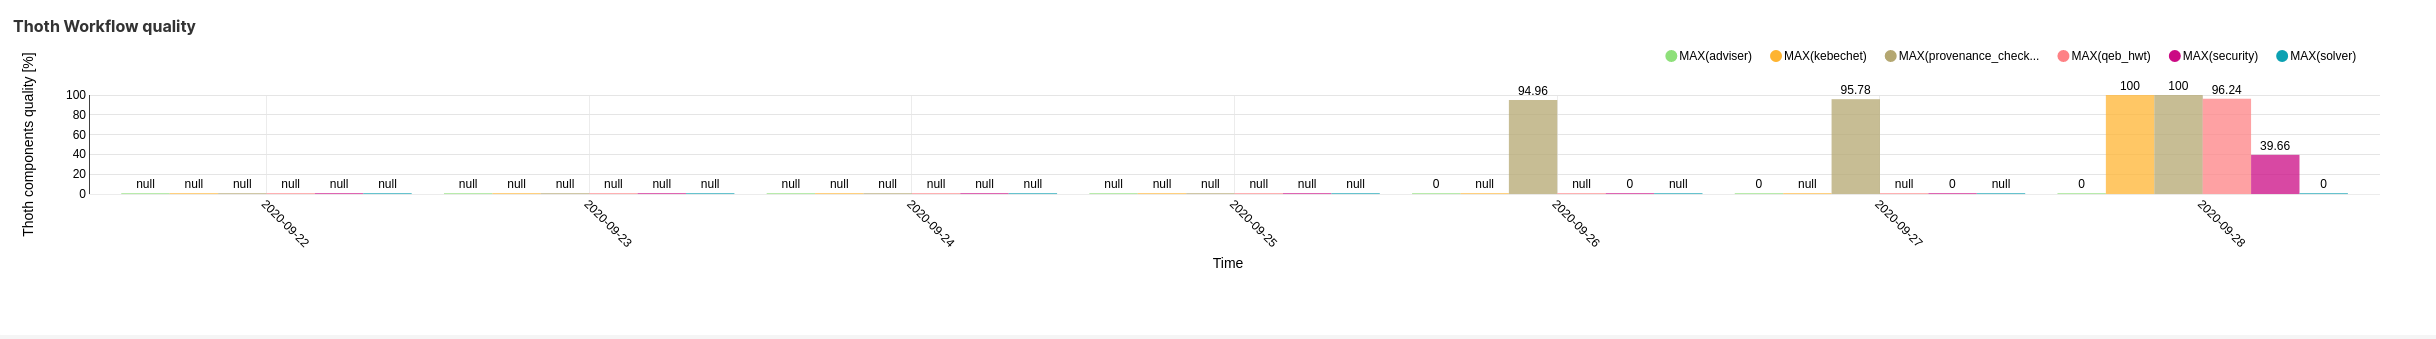 Thoth Workflow quality
MAX(adviser) MAX(kebechet) MAX(provenance_check... MAX(qeb_hwt) MAX(security) MAX(solver)
Thoth components quality [%]
100
80
60
40
20
0
null null null null null null null null null null null null null null null null null null null null null null null null 0 null 94.96 null 0 null 0 null 95.78 null 0 null 0 100 100 96.24 39.66 0
2020-09-22 2020-09-23 2020-09-24 2020-09-25 2020-09-26 2020-09-27 2020-09-28
Time